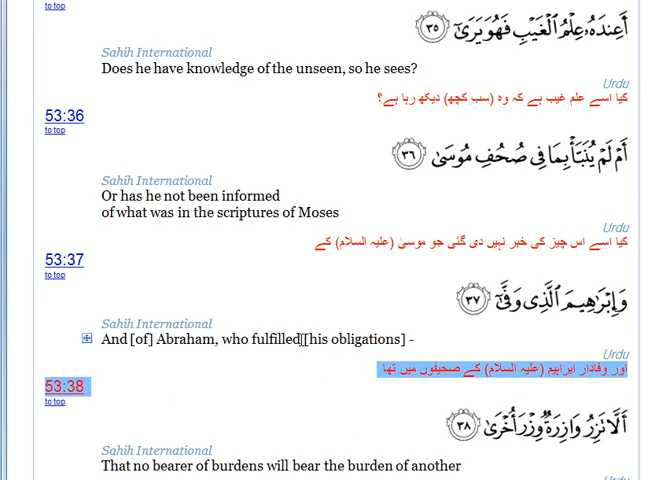 to top
أَعِندَهُۥ عِلْمُ ٱلْغَيْبِ فَهُوَ يَرَىٰٓ ٣٥
Sahih International
Does he have knowledge of the unseen, so he sees?
Urdu
کیا اسے علم غیب ہے کہ وه (سب کچھ) دیکھ رہا ہے؟
53:36
to top
أَمْ لَمْ يُنَبَّأْ بِمَا فِى صُحُفِ مُوسَىٰ ٣٦
Sahih International
Or has he not been informed
of what was in the scriptures of Moses
Urdu
کیا اسے اس چیز کی خبر نہیں دی گئی جو موسیٰ (علیہ السلام) کے
53:37
to top
وَإِبْرَٰهِيمَ ٱلَّذِى وَفَّىٰٓ ٣٧
Sahih International
And [of] Abraham, who fulfilled [his obligations] -
Urdu
اور وفادار ابراہیم (علیہ السلام) کے صحیفوں میں تھا
53:38
to top
أَلَّا تَزِرُ وَازِرَةٌ وِزْرَ أُخْرَىٰ ٣٨
Sahih International
Urdu
That no bearer of burdens will bear the burden of another